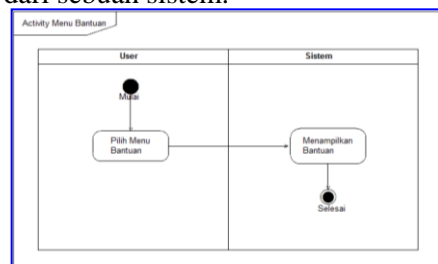 dari sebuah sistem.
Activity Menu Bantuan
User
Sistem
Mulai
Pilih Menu
Bantuan
Menampilkan
Bantuan
Selesai